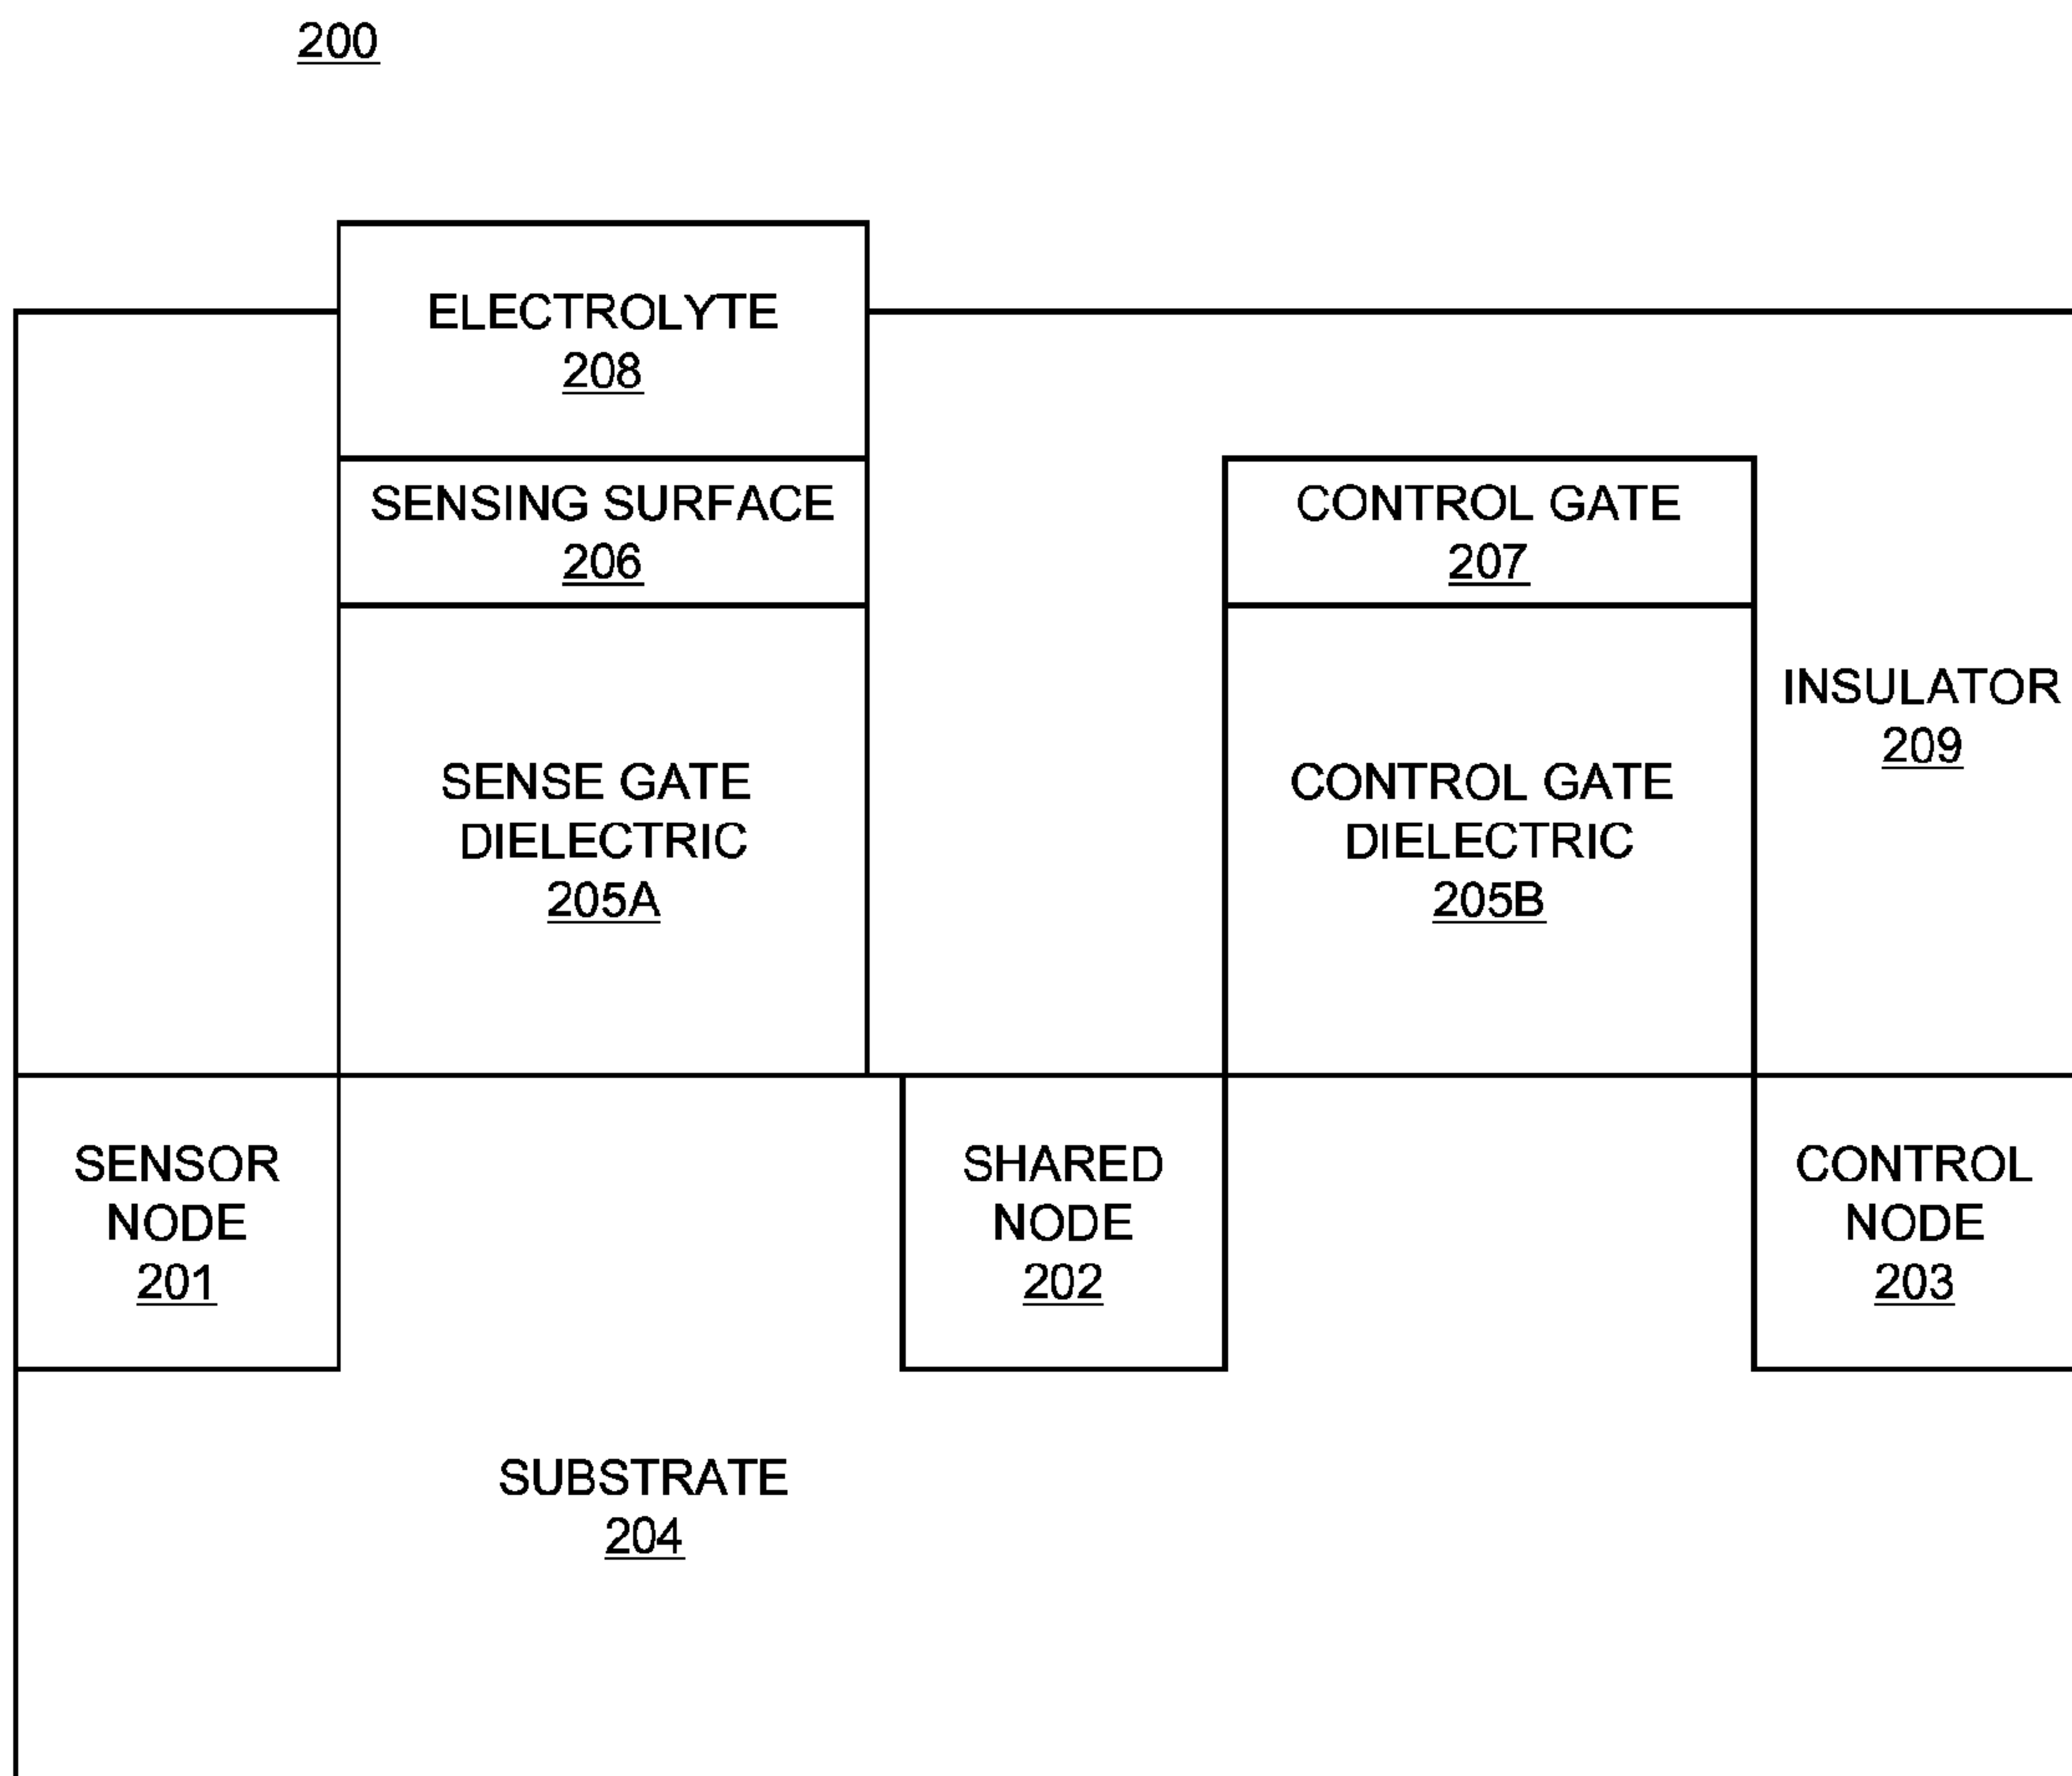 200
ELECTROLYTE
208
SENSING SURFACE
206
CONTROL GATE
207
INSULATOR
209
SENSE GATE
DIELECTRIC
205A
CONTROL GATE
DIELECTRIC
205B
SENSOR
NODE
201
SHARED
NODE
202
CONTROL
NODE
203
SUBSTRATE
204